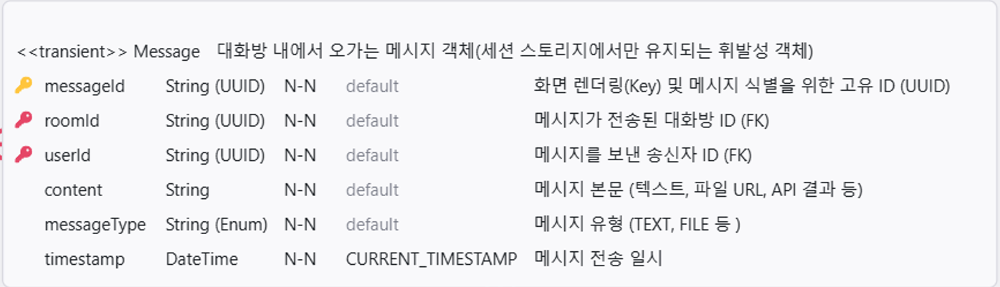 <<transient>> Message 대화방 내에서 오가는 메시지 객체(세션 스토리지에서만 유지되는 휘발성 객체)
messageId String (UUID) N-N default 화면 렌더링(Key) 및 메시지 식별을 위한 고유 ID (UUID)
roomId String (UUID) N-N default 메시지가 전송된 대화방 ID (FK)
userId String (UUID) N-N default 메시지를 보낸 송신자 ID (FK)
content String N-N default 메시지 본문 (텍스트, 파일 URL, API 결과 등)
messageType String (Enum) N-N default 메시지 유형 (TEXT, FILE 등 )
timestamp DateTime N-N CURRENT_TIMESTAMP 메시지 전송 일시